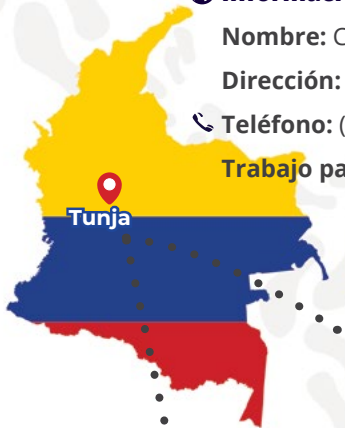 Nombre:
Dirección:
Teléfono: (
Trabajo pa
Tunja